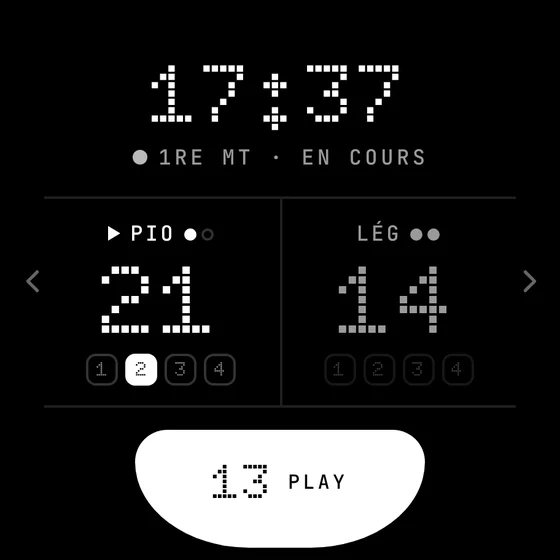 17:37
1RE MT · EN COURS
PIO LÉG
21 14
1 2 3 4 1 2 3 4
13 PLAY